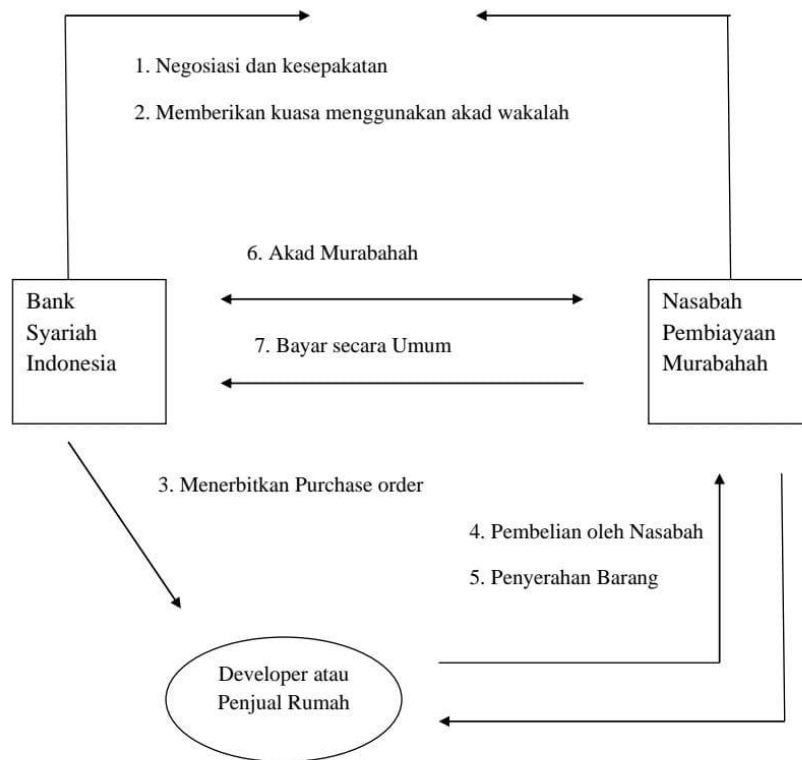 1. Negosiasi dan kesepakatan
2. Memberikan kuasa menggunakan akad wakalah
6. Akad Murabahah
Bank
Syariah
Indonesia
Nasabah
Pembiayaan
Murabahah
7. Bayar secara Umum
3. Menerbitkan Purchase order
4. Pembelian oleh Nasabah
5. Penyerahan Barang
Developer atau
Penjual Rumah